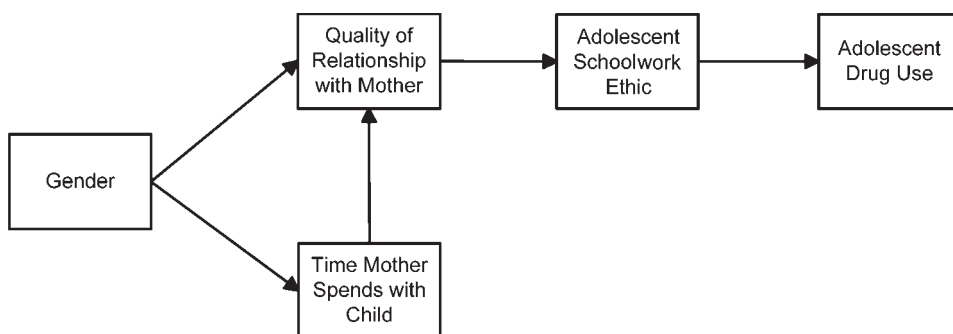 Quality of
Relationship
with Mother
Adolescent
Schoolwork
Ethic
Adolescent
Drug Use
Gender
Time Mother
Spends with
Child